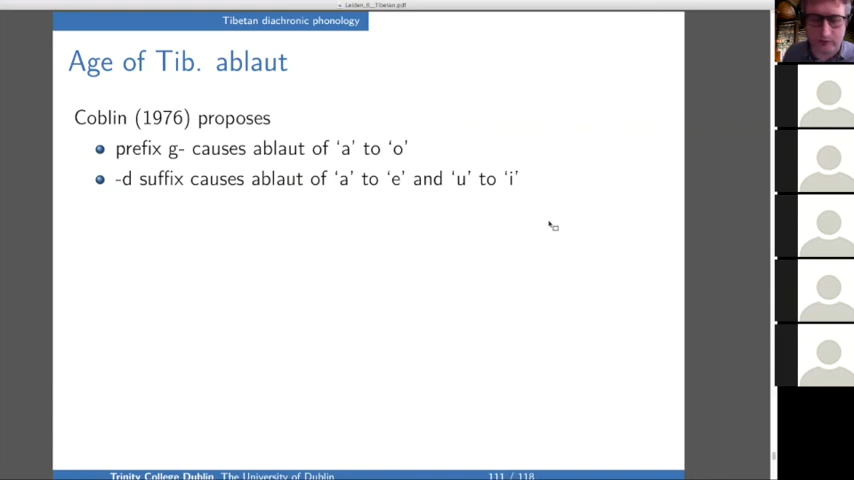 Leiden_6__Tibetan.pdf
Tibetan diachronic phonology
Age of Tib. ablaut
Coblin (1976) proposes
prefix g- causes ablaut of ‘a’ to ‘o’
-d suffix causes ablaut of ‘a’ to ‘e’ and ‘u’ to ‘i’
Trinity College Dublin, The University of Dublin 111 / 118